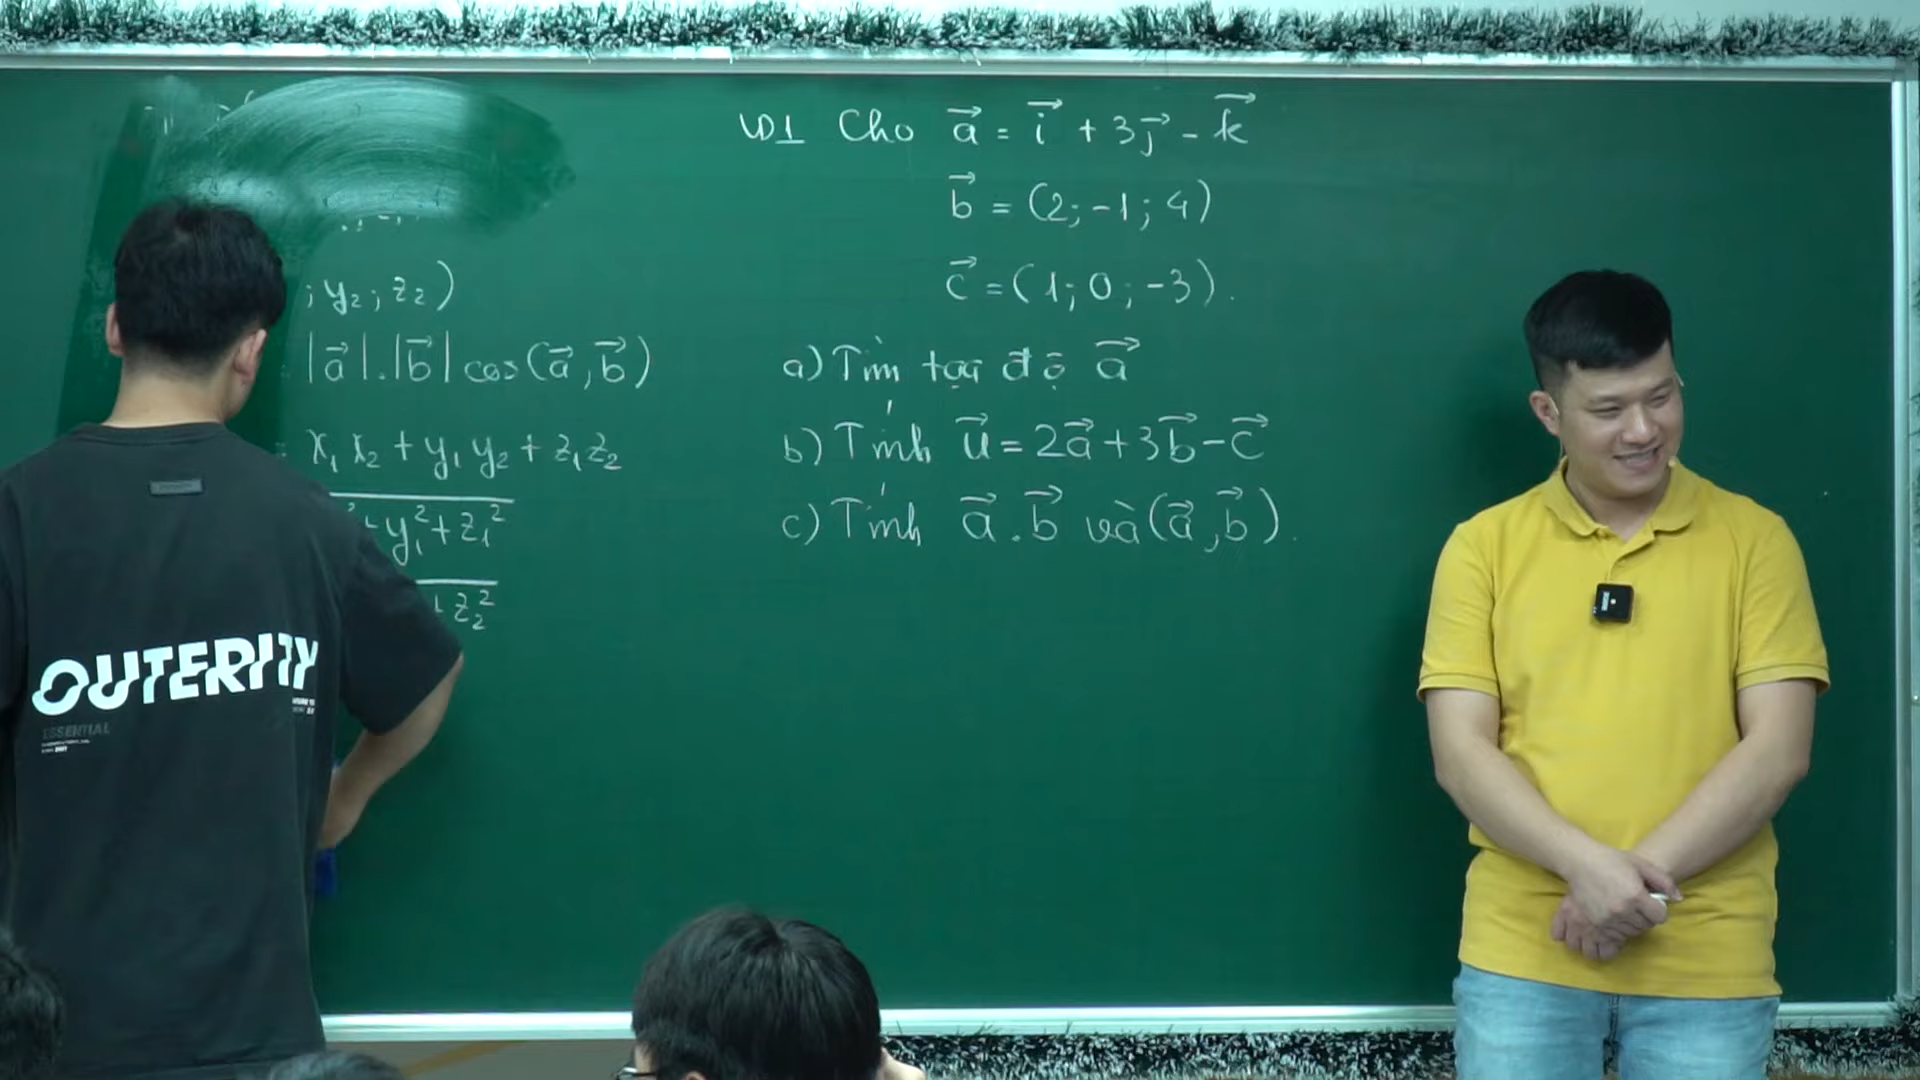 ; y₂ ; z₂)
|a⃗|.|b⃗| cos(a⃗, b⃗)
x₁x₂ + y₁y₂ + z₁z₂
y₁² + z₁²
z₂²
VD1 Cho a⃗ = i⃗ + 3j⃗ - k⃗
b⃗ = (2; -1; 4)
c⃗ = (1; 0; -3).
a) Tìm tọa độ a⃗
b) Tính u⃗ = 2a⃗ + 3b⃗ - c⃗
c) Tính a⃗ . b⃗ và (a⃗, b⃗).
OUTERITY
ESSENTIAL